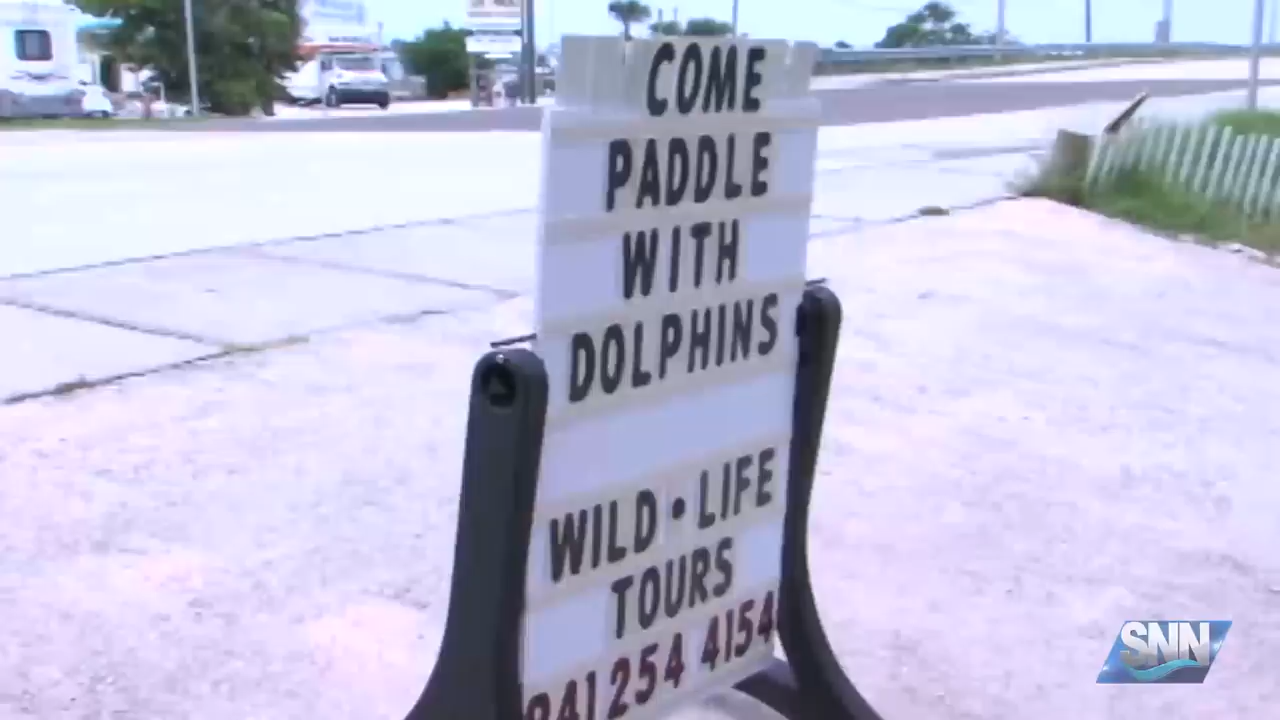 COME
PADDLE
WITH
DOLPHINS
WILD • LIFE
TOURS
941 254 4154
SNN